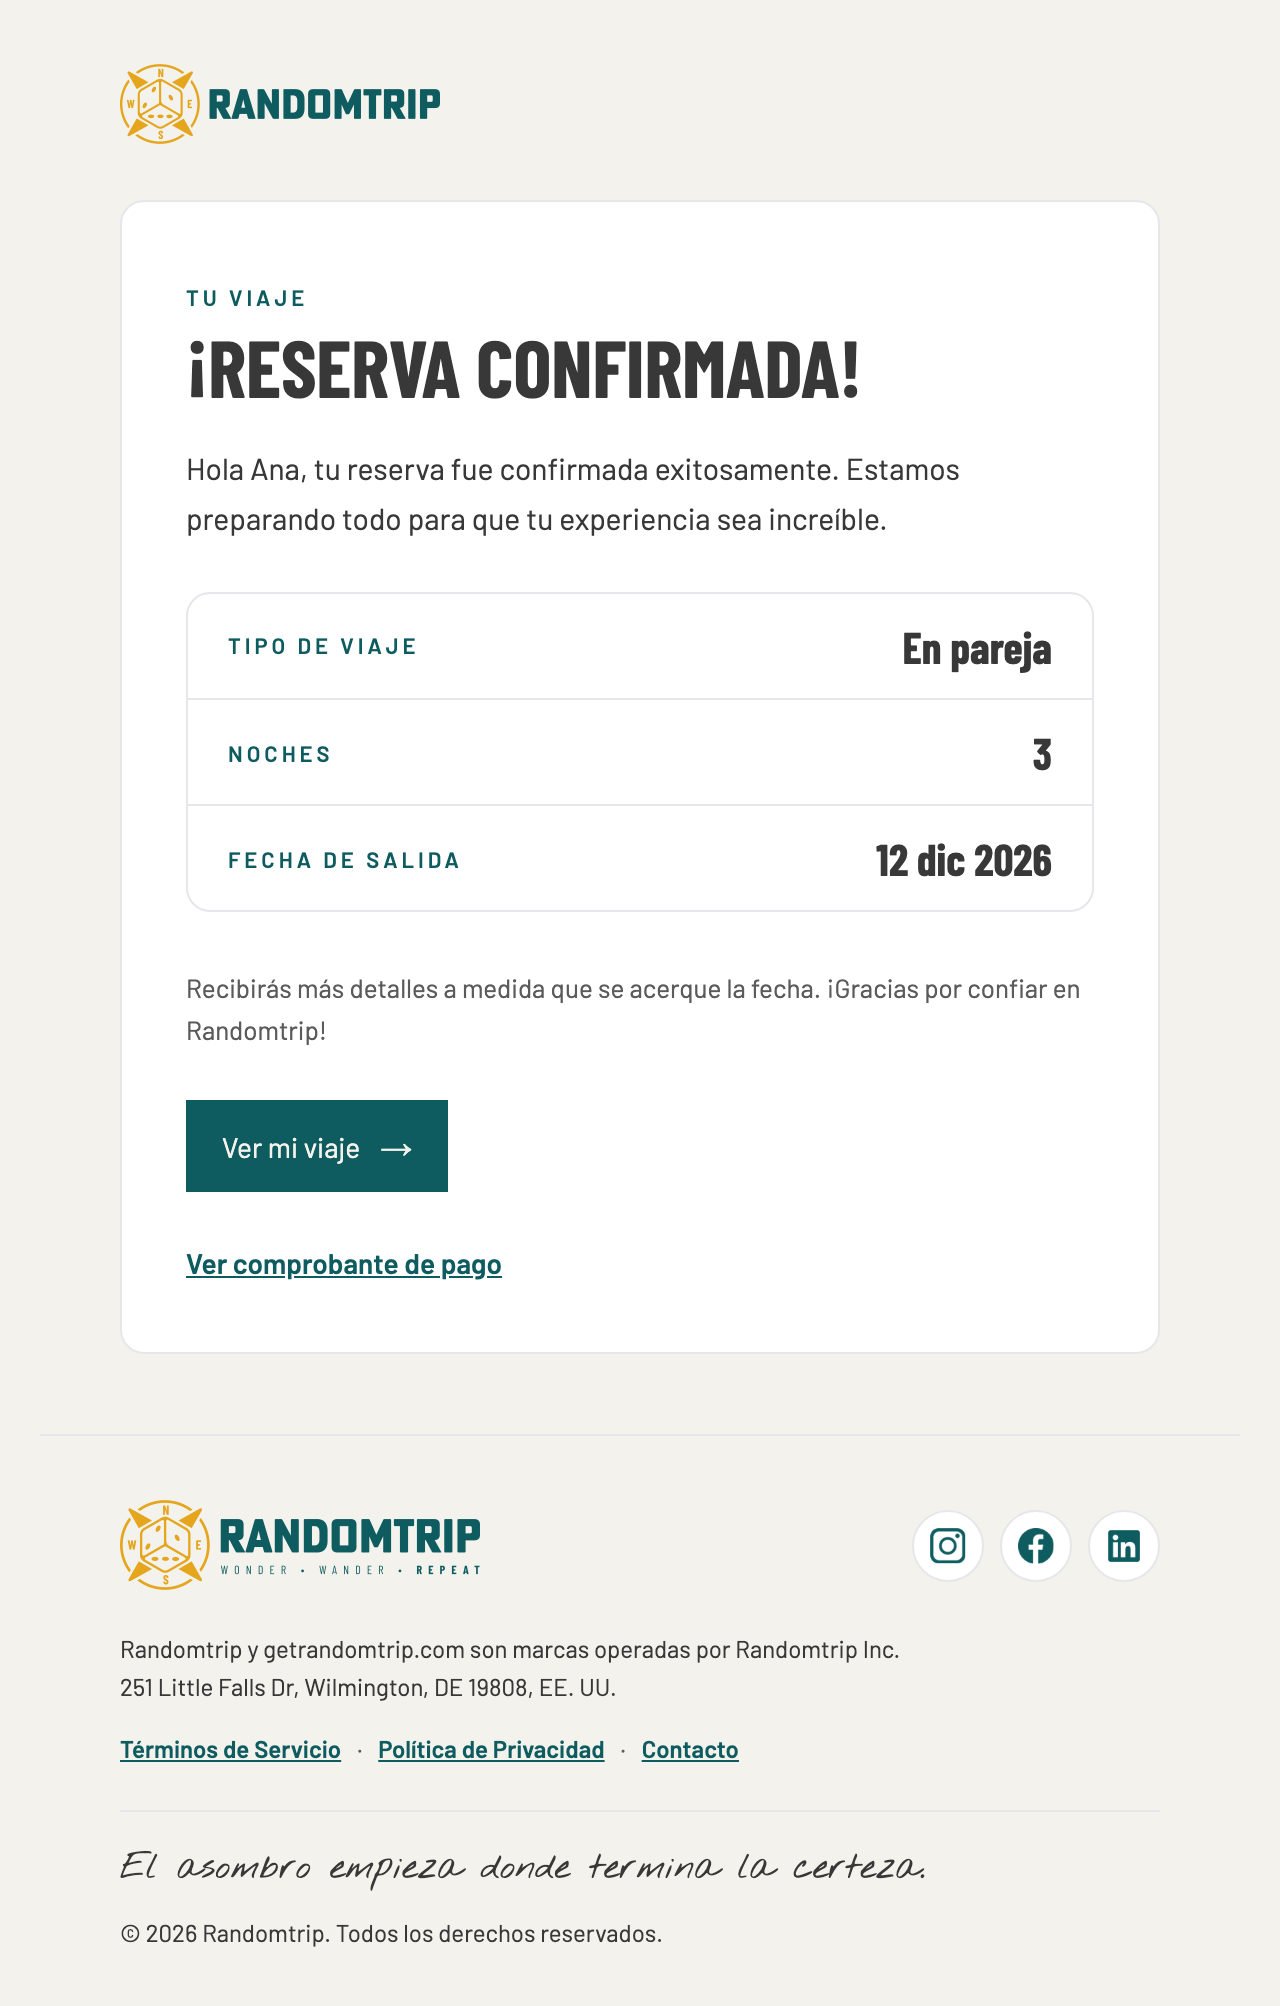 N
W E
S
RANDOMTRIP
TU VIAJE
¡RESERVA CONFIRMADA!
Hola Ana, tu reserva fue confirmada exitosamente. Estamos
preparando todo para que tu experiencia sea increíble.
TIPO DE VIAJE En pareja
NOCHES 3
FECHA DE SALIDA 12 dic 2026
Recibirás más detalles a medida que se acerque la fecha. ¡Gracias por confiar en
Randomtrip!
Ver mi viaje →
Ver comprobante de pago
N
W E
S
RANDOMTRIP
WONDER • WANDER • REPEAT
Randomtrip y getrandomtrip.com son marcas operadas por Randomtrip Inc.
251 Little Falls Dr, Wilmington, DE 19808, EE. UU.
Términos de Servicio · Política de Privacidad · Contacto
El asombro empieza donde termina la certeza.
© 2026 Randomtrip. Todos los derechos reservados.